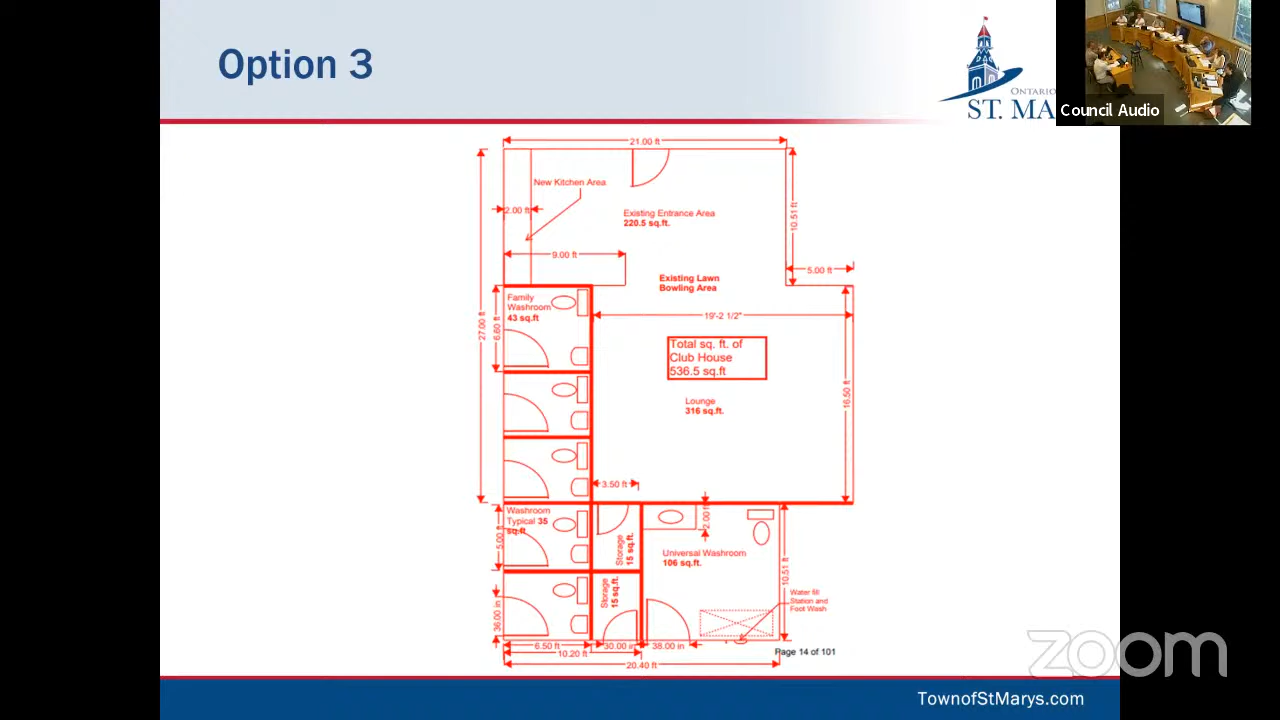 Option 3
ONTARIO
ST. MA
Council Audio
21.00 ft
New Kitchen Area
2.00 ft
Existing Entrance Area
220.5 sq.ft.
10.51 ft
9.00 ft
5.00 ft
Existing Lawn
Bowling Area
Family
Washroom
43 sq.ft
6.60 ft
27.00 ft
19'-2 1/2"
Total sq. ft. of
Club House
536.5 sq.ft
16.50 ft
Lounge
316 sq.ft.
3.50 ft
Washroom
Typical 35
sq.ft
5.00 ft
Storage
15 sq.ft.
2.00 ft
Universal Washroom
106 sq.ft.
10.51 ft
Storage
15 sq.ft.
36.00 in
Water fill
Station and
Foot Wash
6.50 ft
30.00 in
38.00 in
10.20 ft
20.40 ft
Page 14 of 101
zoom
TownofStMarys.com